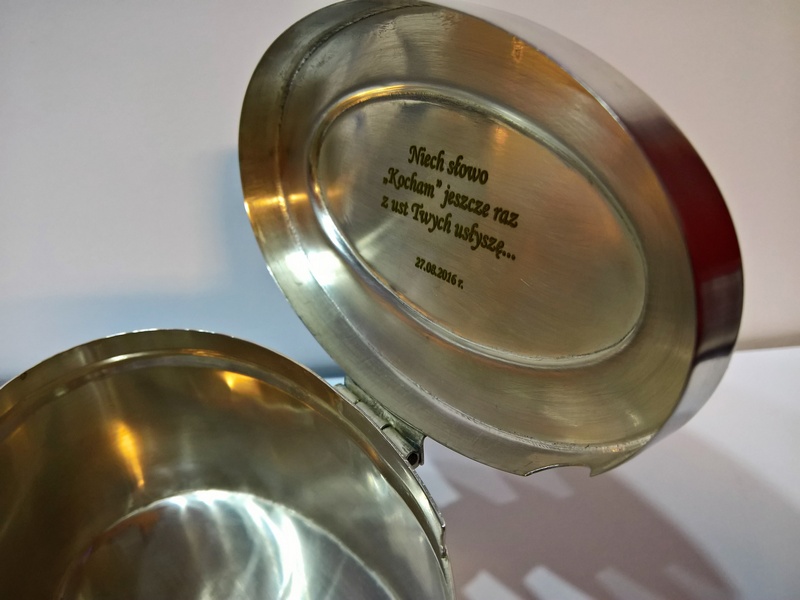 Niech słowo
„Kocham” jeszcze raz
z ust Twych usłyszę...
27.08.2016 r.